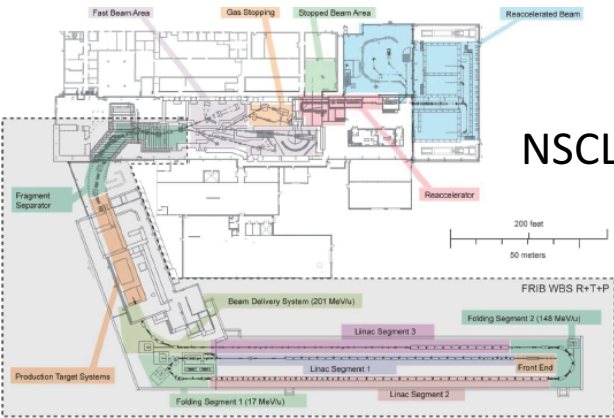 Fast Beam Area
Gas Stopping
Stopped Beam Area
Reaccelerated Beam
NSCL
Fragment
Separator
Reaccelerator
200 feet
50 meters
FRIB WBS R+T+P
Beam Delivery System (201 MeV/u)
Folding Segment 2 (148 MeV/u)
Linac Segment 3
Production Target Systems
Linac Segment 1
Front End
Linac Segment 2
Folding Segment 1 (17 MeV/u)